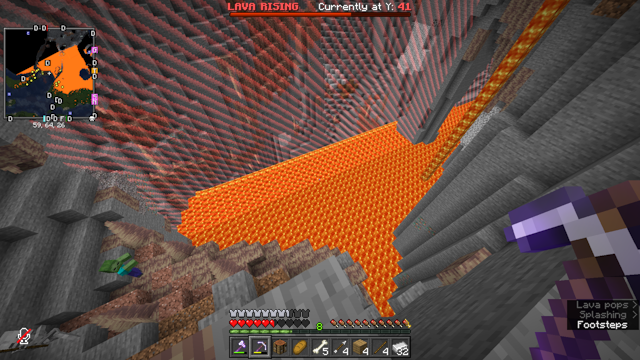 LAVA RISING Currently at Y: 41
59, 64, 26
Lava pops >
Splashing >
Footsteps
8
5 4 4 4 32